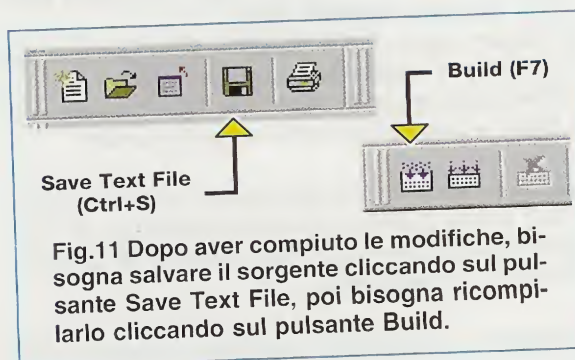 Build (F7)
Save Text File
(Ctrl+S)
Fig.11 Dopo aver compiuto le modifiche, bi-
sogna salvare il sorgente cliccando sul pul-
sante Save Text File, poi bisogna ricompi-
larlo cliccando sul pulsante Build.